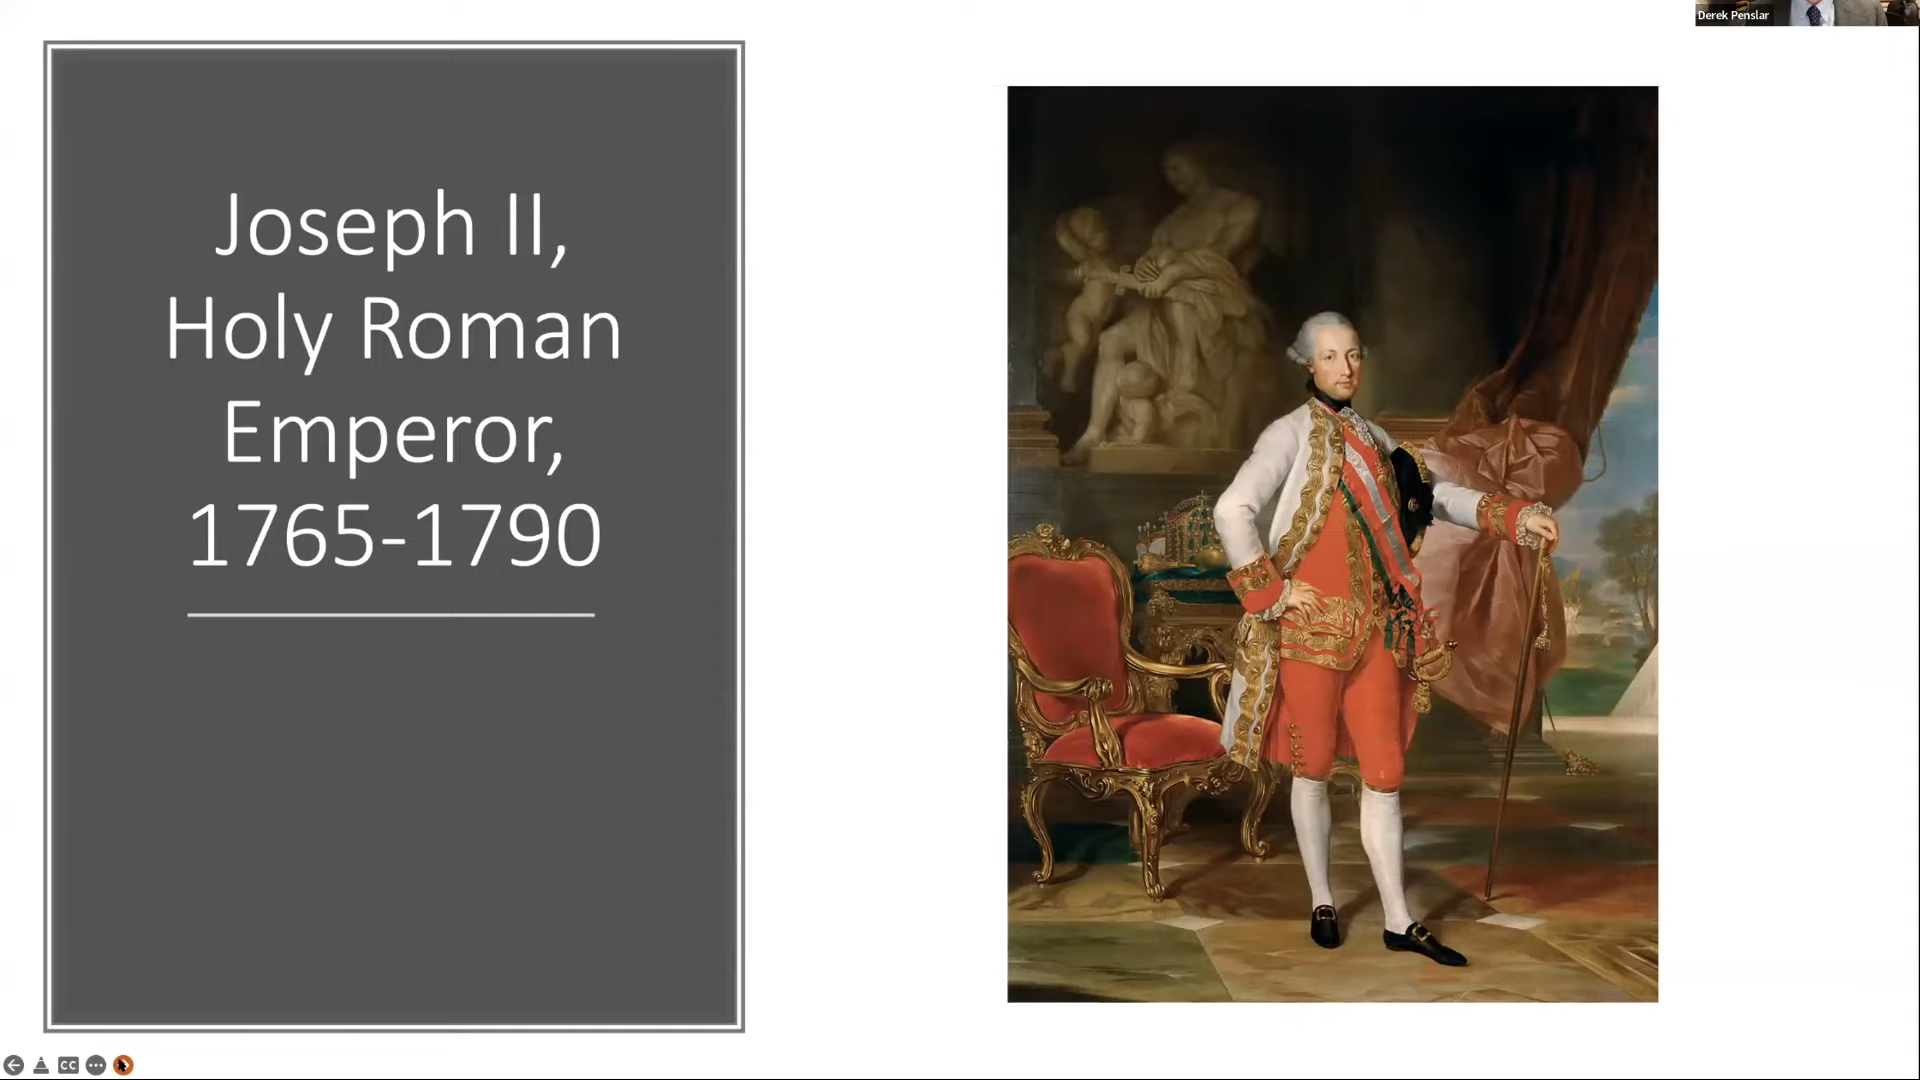 Derek Penslar
Joseph II,
Holy Roman
Emperor,
1765-1790
CC